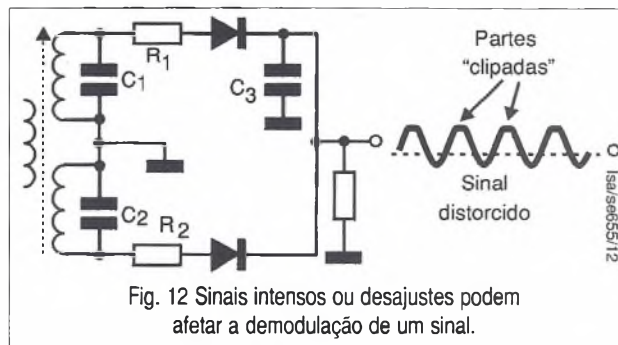 R1
C1
C3
C2
R2
Partes
“clipadas”
Sinal
distorcido
Isa/se655/12
Fig. 12 Sinais intensos ou desajustes podem
afetar a demodulação de um sinal.